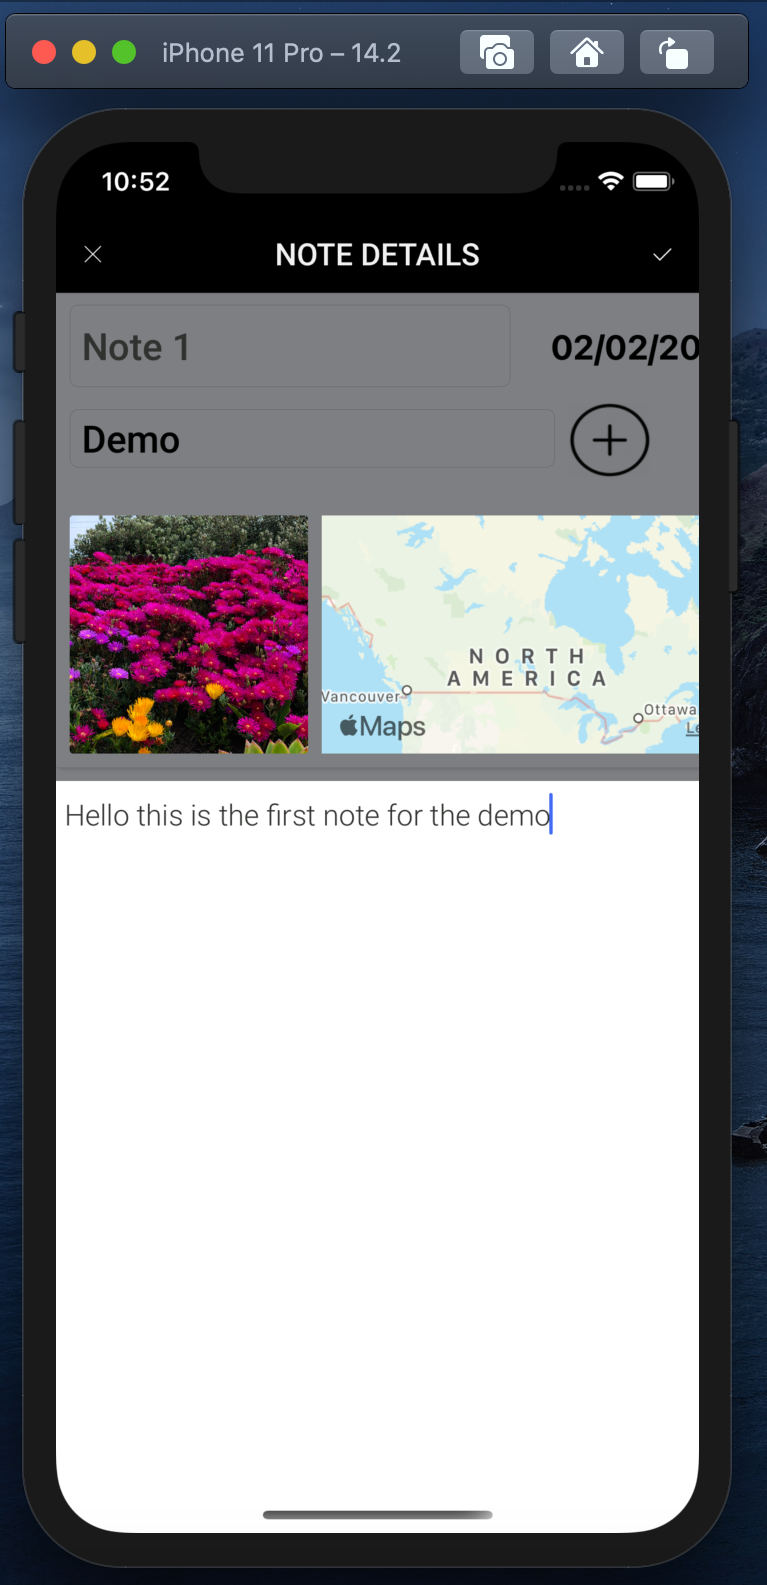 iPhone 11 Pro – 14.2
10:52
NOTE DETAILS
Note 1
02/02/20
Demo
NORTH
AMERICA
Vancouver
Ottawa
Maps
Le
Hello this is the first note for the demo